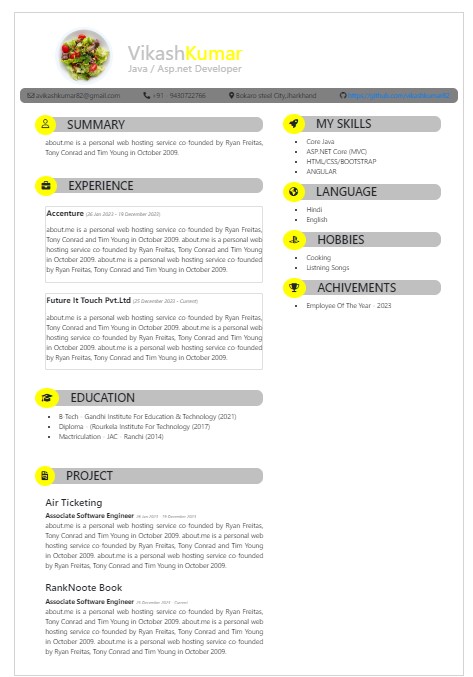 VikashKumar
Java / Asp.net Developer
avikashkumar82@gmail.com +91 - 9430722766 Bokaro steel City,Jharkhand https://github.com/vikashkumar82
SUMMARY
about.me is a personal web hosting service co-founded by Ryan Freitas,
Tony Conrad and Tim Young in October 2009.
EXPERIENCE
Accenture (26 Jan 2023 - 19 December 2023)
about.me is a personal web hosting service co-founded by Ryan Freitas,
Tony Conrad and Tim Young in October 2009. about.me is a personal web
hosting service co-founded by Ryan Freitas, Tony Conrad and Tim Young
in October 2009. about.me is a personal web hosting service co-founded
by Ryan Freitas, Tony Conrad and Tim Young in October 2009.
Future It Touch Pvt.Ltd (25 December 2023 - Current)
about.me is a personal web hosting service co-founded by Ryan Freitas,
Tony Conrad and Tim Young in October 2009. about.me is a personal web
hosting service co-founded by Ryan Freitas, Tony Conrad and Tim Young
in October 2009. about.me is a personal web hosting service co-founded
by Ryan Freitas, Tony Conrad and Tim Young in October 2009.
EDUCATION
• B-Tech - Gandhi Institute For Education & Technology (2021)
• Diploma - (Rourkela Institute For Technology (2017)
• Mactriculation - JAC - Ranchi (2014)
PROJECT
Air Ticketing
Associate Software Engineer 26 Jan 2023 - 19 December 2023
about.me is a personal web hosting service co-founded by Ryan Freitas,
Tony Conrad and Tim Young in October 2009. about.me is a personal web
hosting service co-founded by Ryan Freitas, Tony Conrad and Tim Young
in October 2009. about.me is a personal web hosting service co-founded
by Ryan Freitas, Tony Conrad and Tim Young in October 2009.
RankNoote Book
Associate Software Engineer 25 December 2023 - Current
about.me is a personal web hosting service co-founded by Ryan Freitas,
Tony Conrad and Tim Young in October 2009. about.me is a personal web
hosting service co-founded by Ryan Freitas, Tony Conrad and Tim Young
in October 2009. about.me is a personal web hosting service co-founded
by Ryan Freitas, Tony Conrad and Tim Young in October 2009.
MY SKILLS
• Core Java
• ASP.NET Core (MVC)
• HTML/CSS/BOOTSTRAP
• ANGULAR
LANGUAGE
• Hindi
• English
HOBBIES
• Cooking
• Listning Songs
ACHIVEMENTS
• Employee Of The Year - 2023